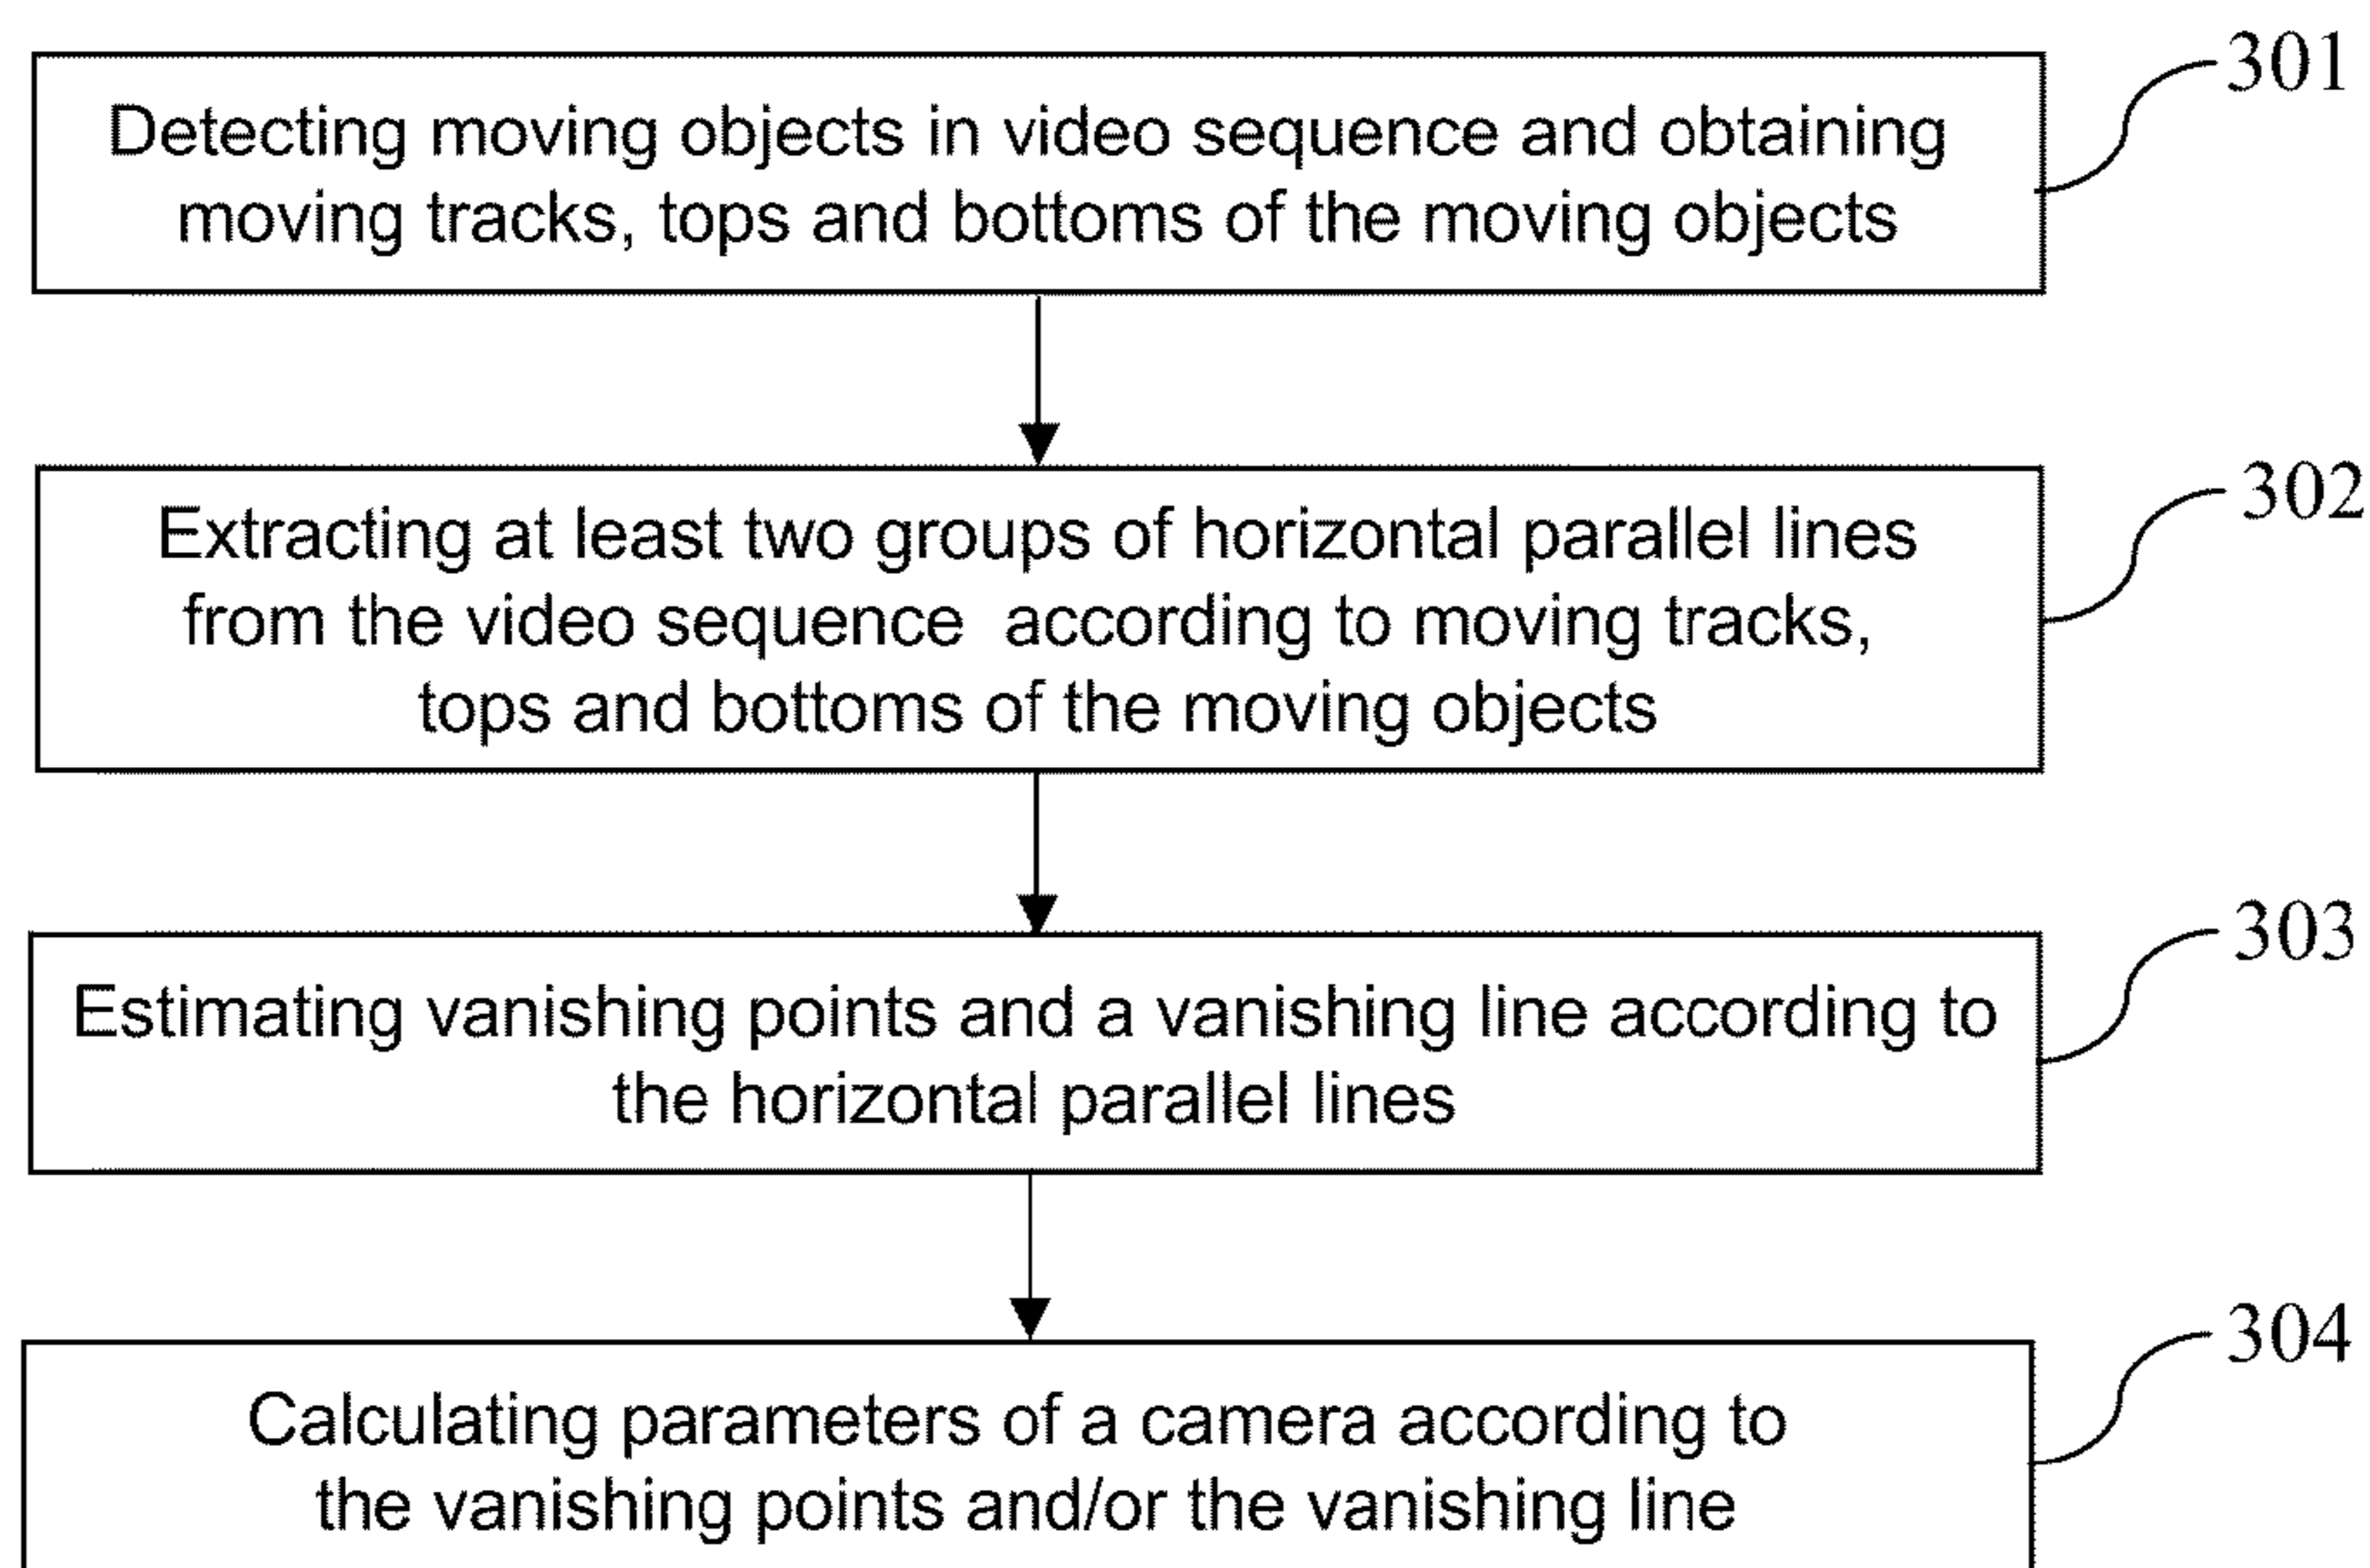 301
Detecting moving objects in video sequence and obtaining
moving tracks, tops and bottoms of the moving objects
302
Extracting at least two groups of horizontal parallel lines
from the video sequence according to moving tracks,
tops and bottoms of the moving objects
303
Estimating vanishing points and a vanishing line according to
the horizontal parallel lines
304
Calculating parameters of a camera according to
the vanishing points and/or the vanishing line